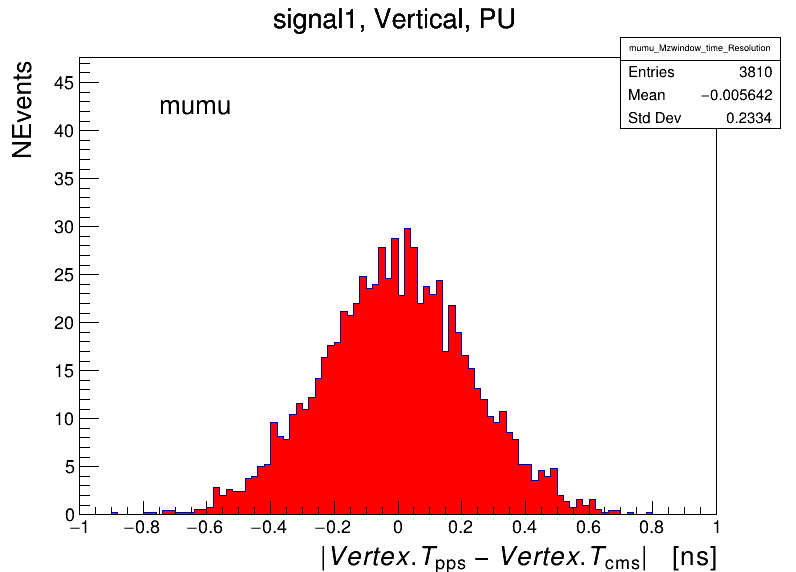 signal1, Vertical, PU
mumu_Mzwindow_time_Resolution
Entries 3810
Mean −0.005642
Std Dev 0.2334
NEvents
mumu
45
40
35
30
25
20
15
10
5
0
−1 −0.8 −0.6 −0.4 −0.2 0 0.2 0.4 0.6 0.8 1
|Vertex.Tpps − Vertex.Tcms| [ns]